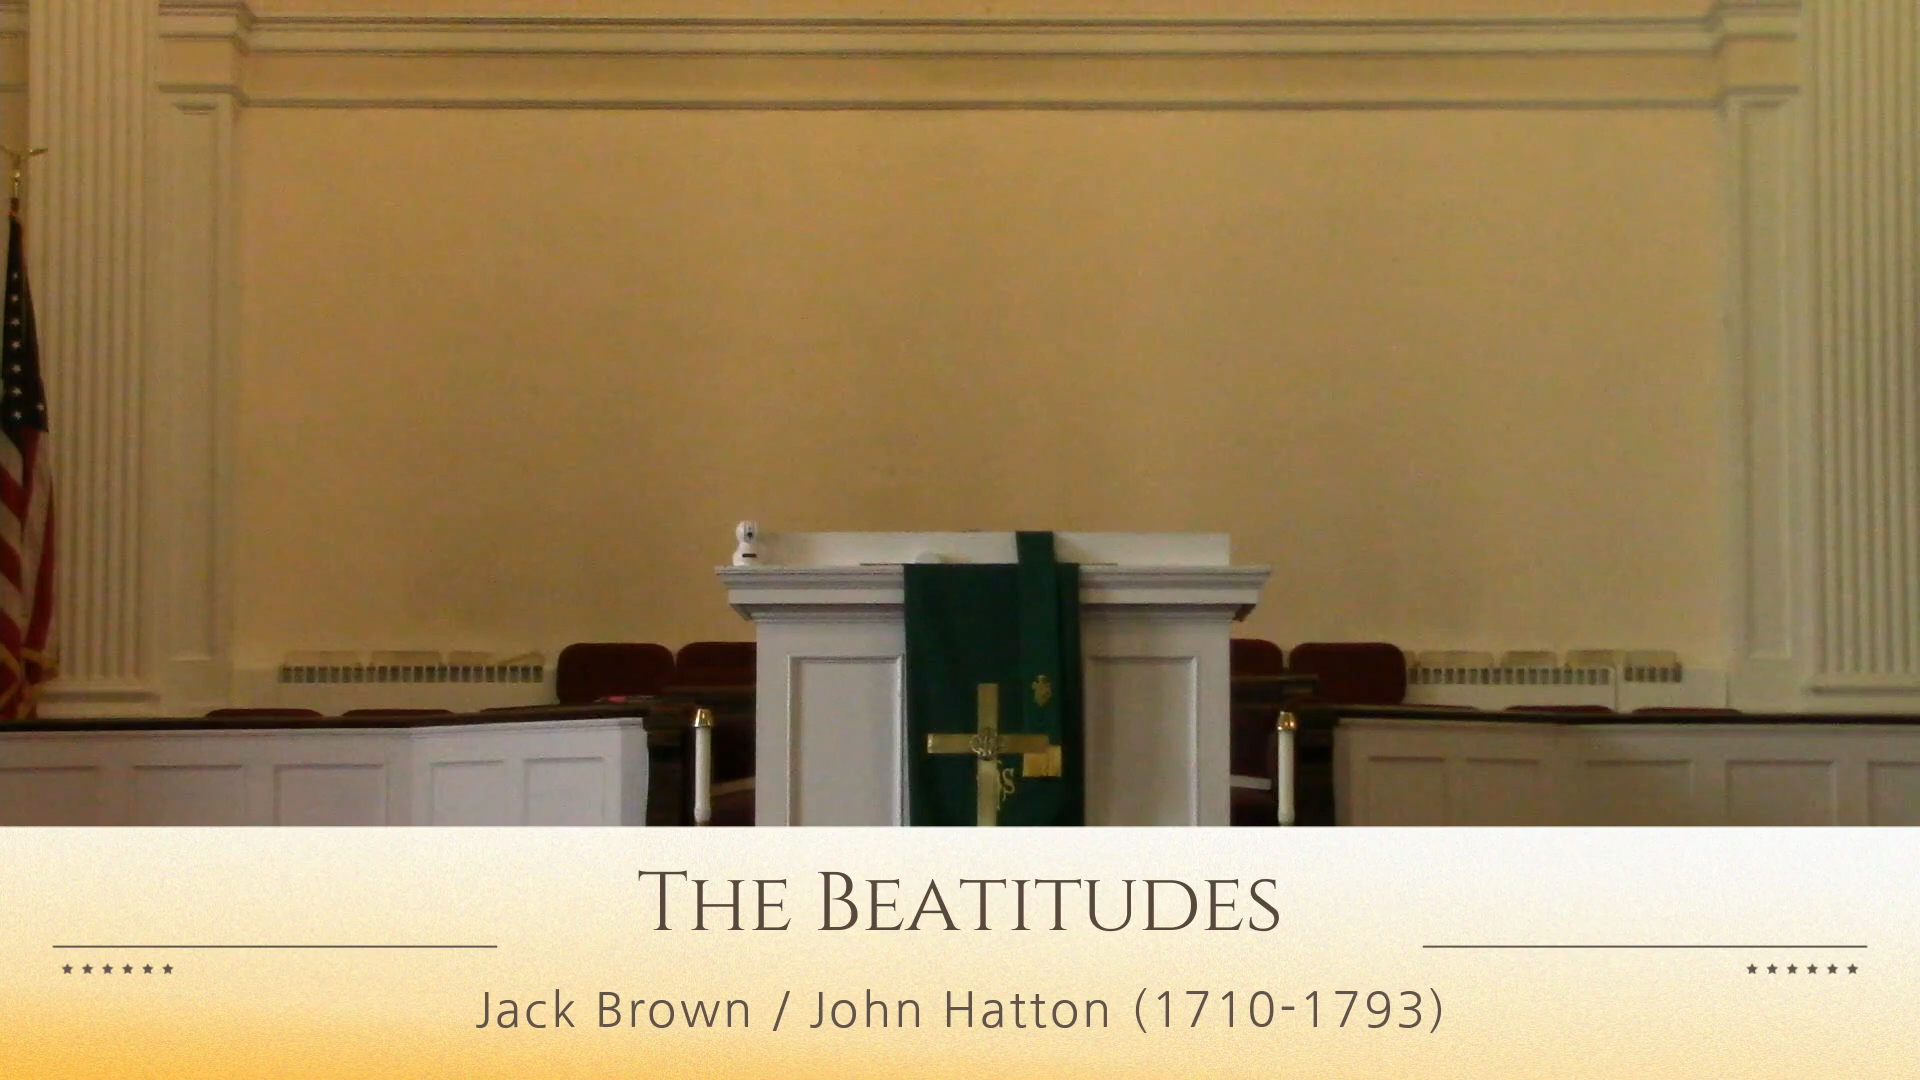 THE BEATITUDES
Jack Brown / John Hatton (1710-1793)